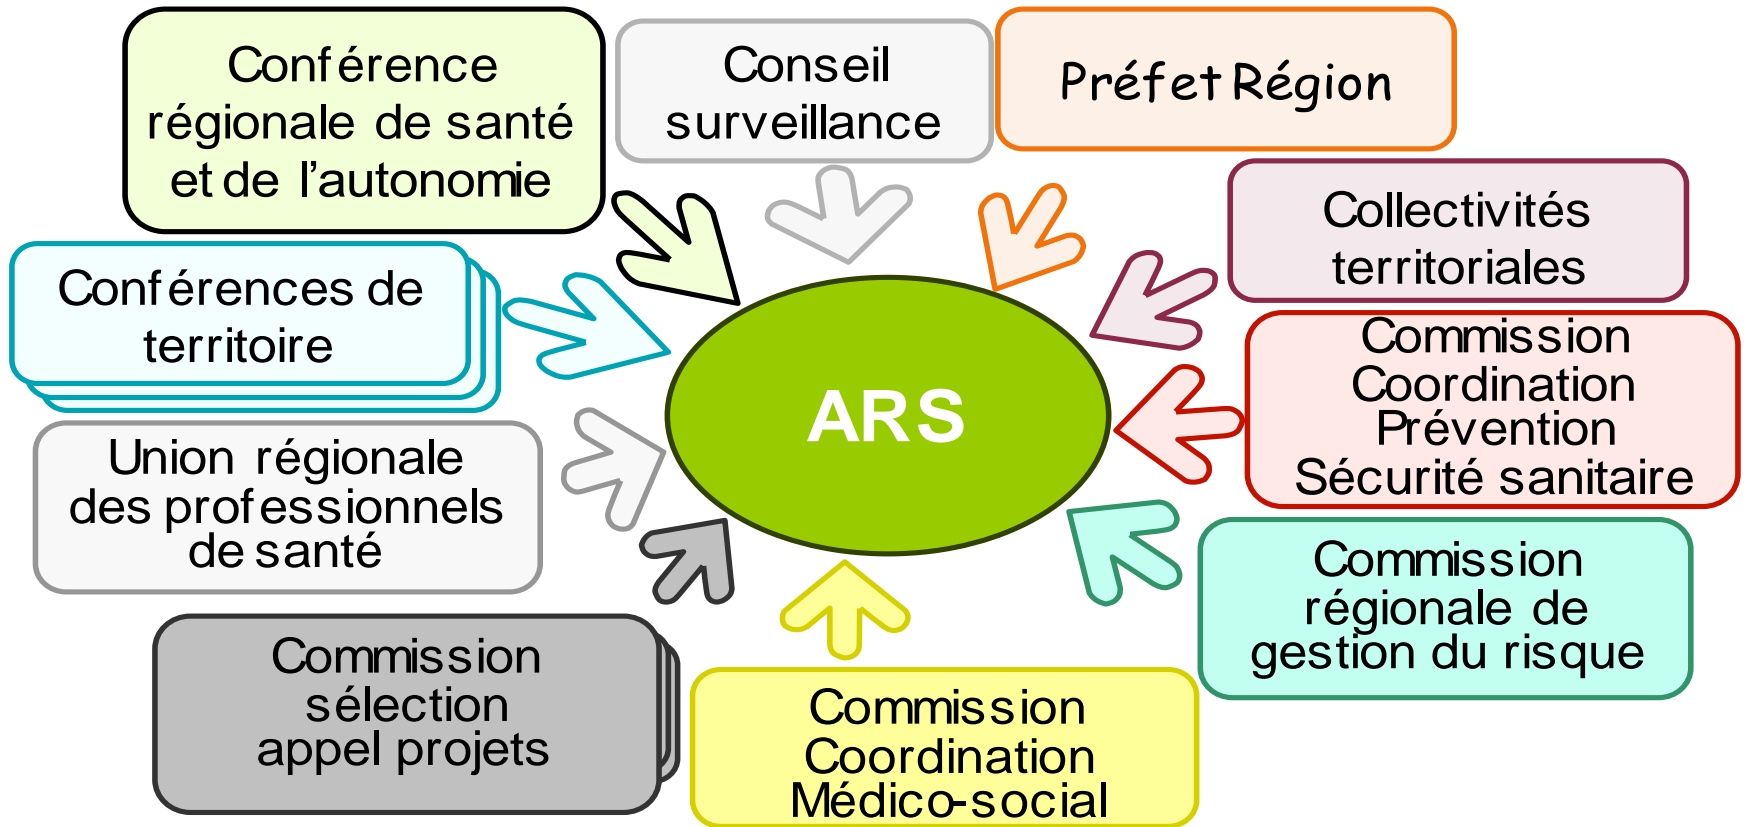 Conférence
régionale de santé
et de l’autonomie
Conseil
surveillance
Préfet Région
Collectivités
territoriales
Conférences de
territoire
Commission
Coordination
Prévention
Sécurité sanitaire
ARS
Union régionale
des professionnels
de santé
Commission
régionale de
gestion du risque
Commission
sélection
appel projets
Commission
Coordination
Médico-social